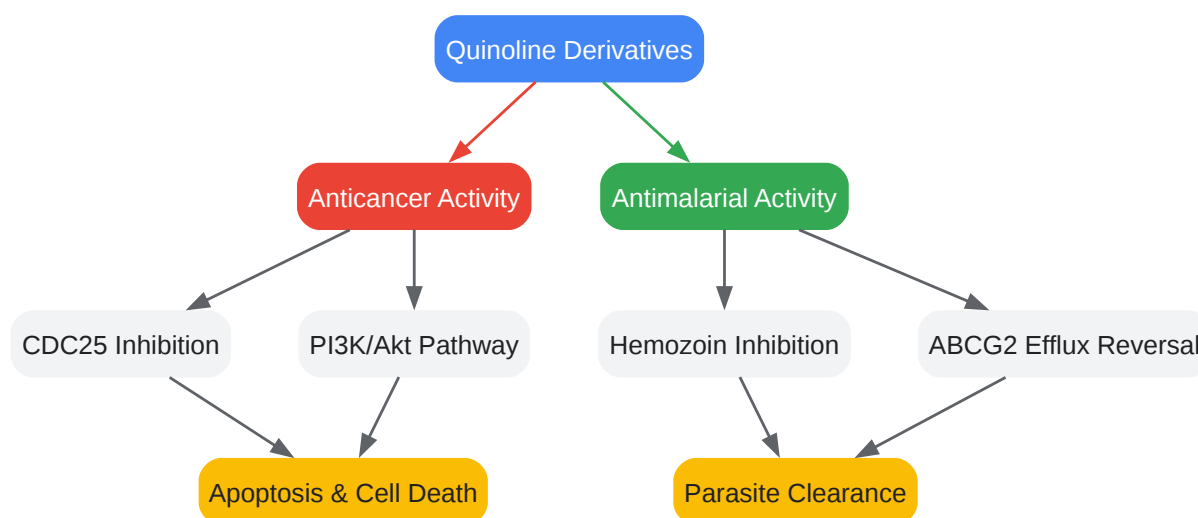 Quinoline Derivatives
Anticancer Activity
Antimalarial Activity
CDC25 Inhibition
PI3K/Akt Pathway
Hemozoin Inhibition
ABCG2 Efflux Reversal
Apoptosis & Cell Death
Parasite Clearance